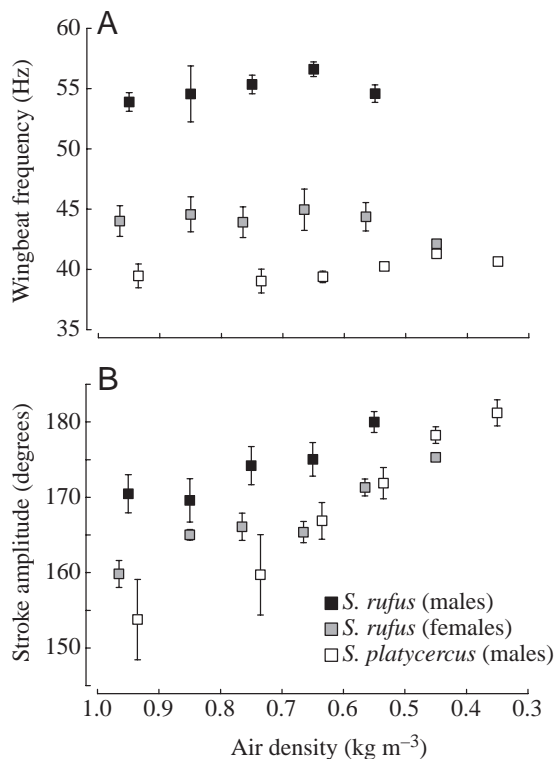 A
60
55
50
45
40
35
Wingbeat frequency (Hz)
B
180
170
160
150
Stroke amplitude (degrees)
S. rufus (males)
S. rufus (females)
S. platycercus (males)
1.0 0.9 0.8 0.7 0.6 0.5 0.4 0.3
Air density (kg m⁻³)